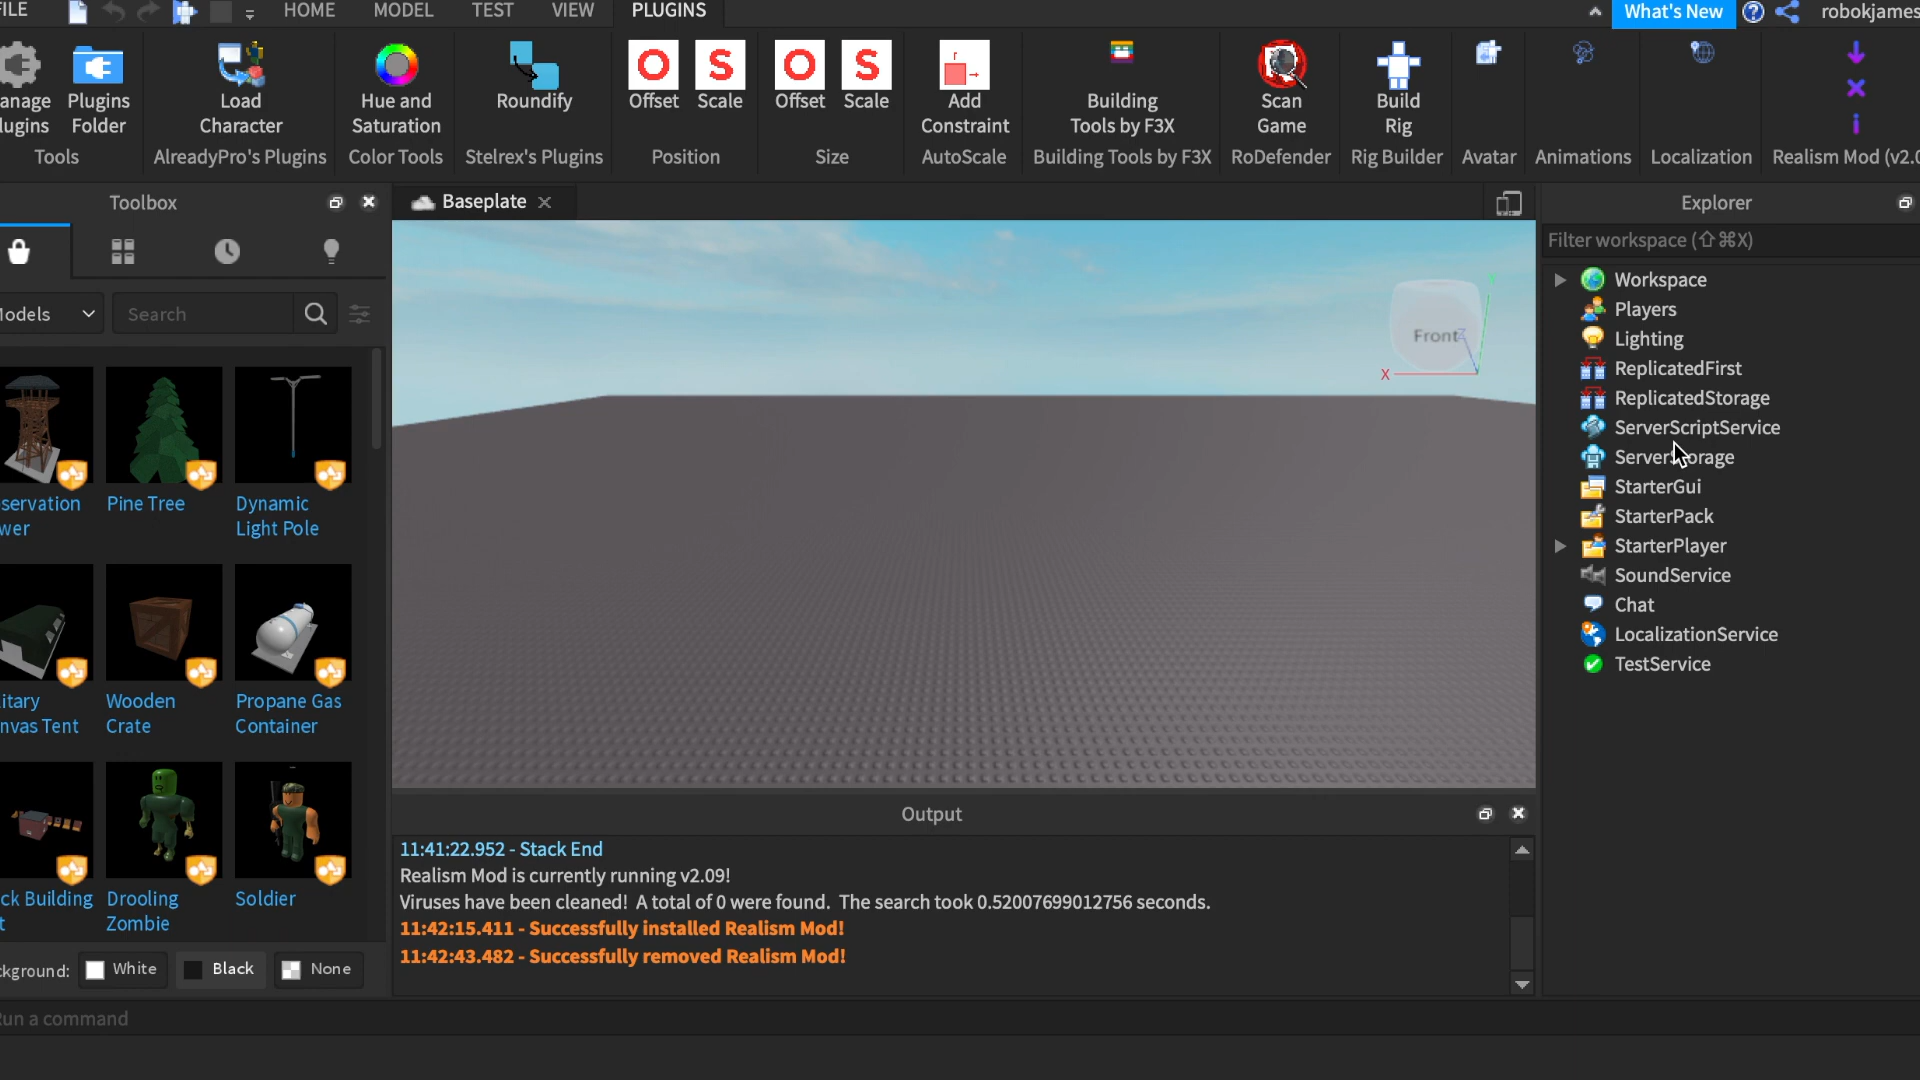 FILE HOME MODEL TEST VIEW PLUGINS What's New robokjames
Manage Plugins
Plugins Folder
Load Character
Hue and Saturation
Roundify
O Offset
S Scale
O Offset
S Scale
r
Add Constraint
Building Tools by F3X
Scan Game
Build Rig
Tools
AlreadyPro's Plugins
Color Tools
Stelrex's Plugins
Position
Size
AutoScale
Building Tools by F3X
RoDefender
Rig Builder
Avatar
Animations
Localization
Realism Mod (v2.0
Toolbox
Models
Search
servation
wer
Pine Tree
Dynamic
Light Pole
itary
nvas Tent
Wooden
Crate
Propane Gas
Container
ck Building
t
Drooling
Zombie
Soldier
ckground: White Black None
Run a command
Baseplate
Front
X
Z
Output
11:41:22.952 - Stack End
Realism Mod is currently running v2.09!
Viruses have been cleaned! A total of 0 were found. The search took 0.52007699012756 seconds.
11:42:15.411 - Successfully installed Realism Mod!
11:42:43.482 - Successfully removed Realism Mod!
Explorer
Filter workspace (⇧⌘X)
Workspace
Players
Lighting
ReplicatedFirst
ReplicatedStorage
ServerScriptService
ServerStorage
StarterGui
StarterPack
StarterPlayer
SoundService
Chat
LocalizationService
TestService